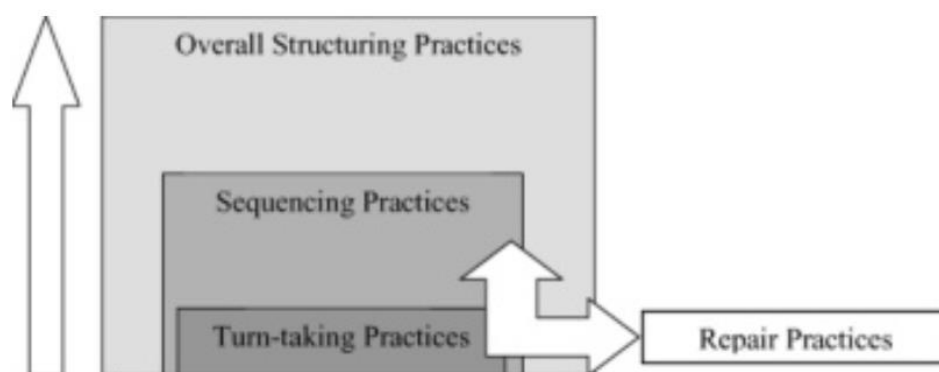 Overall Structuring Practices
Sequencing Practices
Turn-taking Practices
Repair Practices